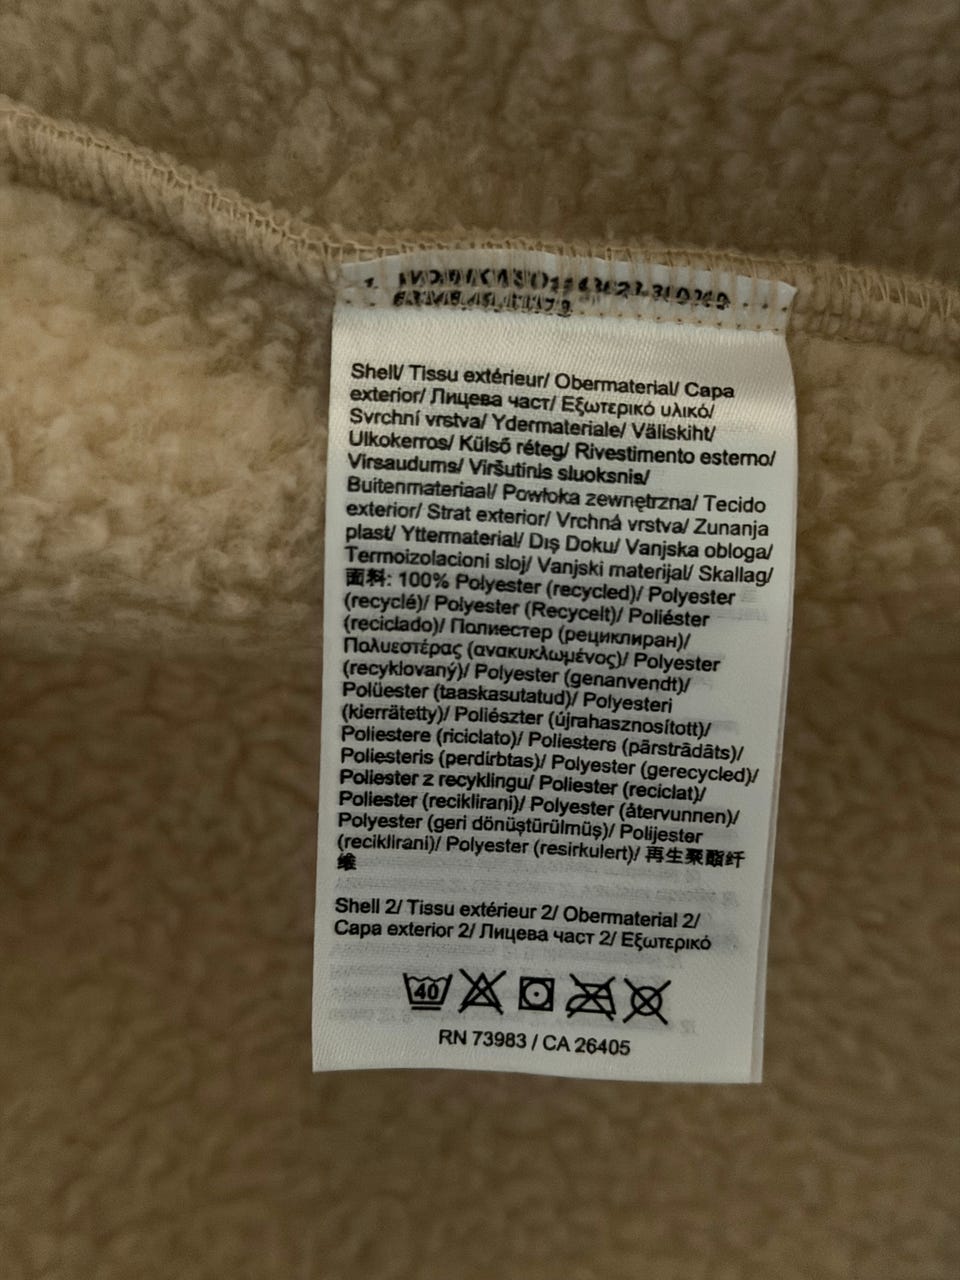 Shell/ Tissu extérieur/ Obermaterial/ Capa
exterior/ Лицева част/ Εξωτερικό υλικό/
Svrchní vrstva/ Ydermateriale/ Väliskiht/
Ulkokerros/ Külső réteg/ Rivestimento esterno/
Virsaudums/ Viršutinis sluoksnis/
Buitenmateriaal/ Powłoka zewnętrzna/ Tecido
exterior/ Strat exterior/ Vrchná vrstva/ Zunanja
plast/ Yttermaterial/ Dış Doku/ Vanjska obloga/
Termoizolacioni sloj/ Vanjski materijal/ Skallag/
面料: 100% Polyester (recycled)/ Polyester
(recyclé)/ Polyester (Recycelt)/ Poliéster
(reciclado)/ Полиестер (рециклиран)/
Πολυεστέρας (ανακυκλωμένος)/ Polyester
(recyklovaný)/ Polyester (genanvendt)/
Polüester (taaskasutatud)/ Polyesteri
(kierrätetty)/ Poliészter (újrahasznosított)/
Poliestere (riciclato)/ Poliesters (pārstrādāts)/
Poliesteris (perdirbtas)/ Polyester (gerecycled)/
Poliester z recyklingu/ Poliester (reciclat)/
Poliester (reciklirani)/ Polyester (återvunnen)/
Polyester (geri dönüştürülmüş)/ Polijester
(reciklirani)/ Polyester (resirkulert)/ 再生聚酯纤
维
Shell 2/ Tissu extérieur 2/ Obermaterial 2/
Capa exterior 2/ Лицева част 2/ Εξωτερικό
40
RN 73983 / CA 26405